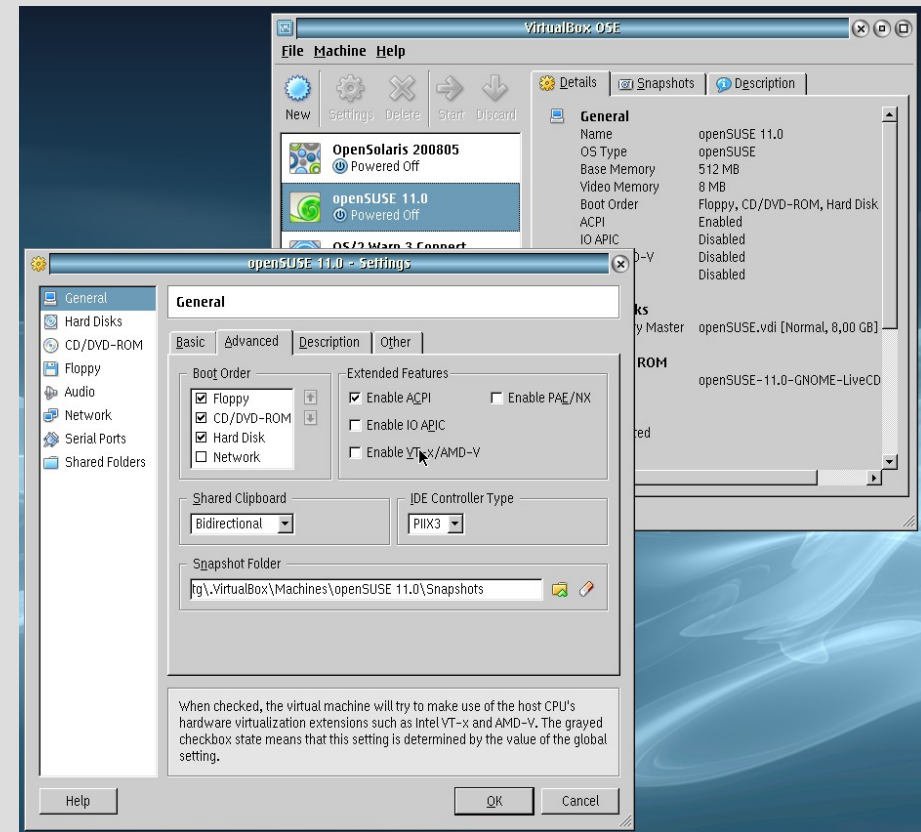 VirtualBox OSE
File Machine Help
New Settings Delete Start Discard
Details Snapshots Description
OpenSolaris 200805
Powered Off
openSUSE 11.0
Powered Off
OS/2 Warp 3 Connect
General
Name openSUSE 11.0
OS Type openSUSE
Base Memory 512 MB
Video Memory 8 MB
Boot Order Floppy, CD/DVD-ROM, Hard Disk
ACPI Enabled
IO APIC Disabled
D-V Disabled
Disabled
ks
y Master openSUSE.vdi [Normal, 8,00 GB]
ROM
openSUSE-11.0-GNOME-LiveCD
ted
openSUSE 11.0 - Settings
General
Hard Disks
CD/DVD-ROM
Floppy
Audio
Network
Serial Ports
Shared Folders
General
Basic Advanced Description Other
Boot Order
Floppy
CD/DVD-ROM
Hard Disk
Network
Extended Features
Enable ACPI Enable PAE/NX
Enable IO APIC
Enable VT-x/AMD-V
Shared Clipboard
Bidirectional
IDE Controller Type
PIIX3
Snapshot Folder
tg\.VirtualBox\Machines\openSUSE 11.0\Snapshots
When checked, the virtual machine will try to make use of the host CPU's
hardware virtualization extensions such as Intel VT-x and AMD-V. The grayed
checkbox state means that this setting is determined by the value of the global
setting.
Help OK Cancel